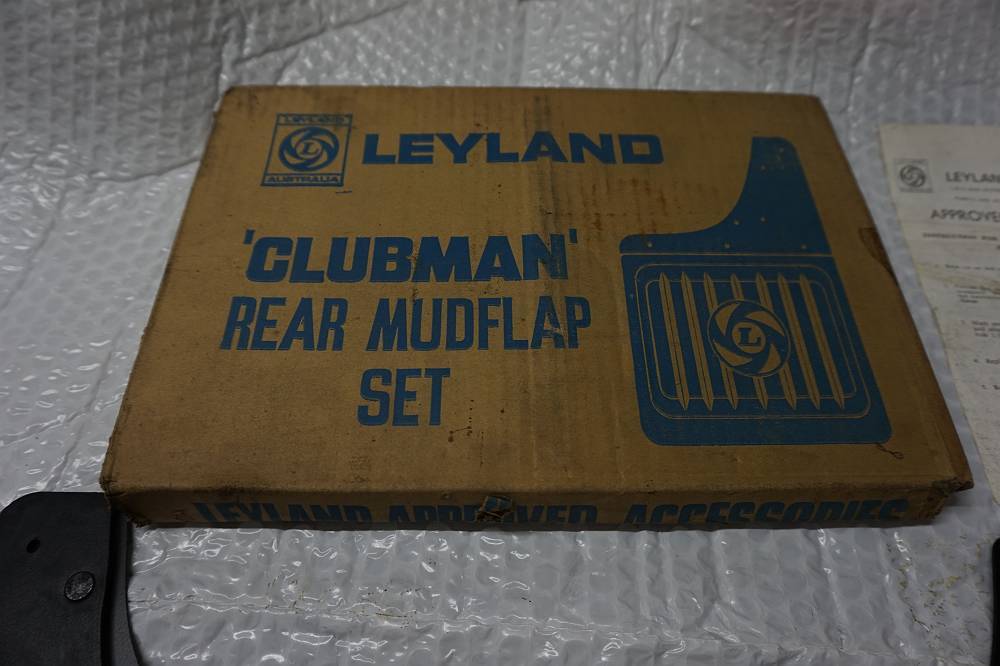 LEYLAND
L
AUSTRALIA
LEYLAND
'CLUBMAN'
REAR MUDFLAP
SET
L
LEYLAND APPROVED ACCESSORIES
LEYLAND
APPROVED